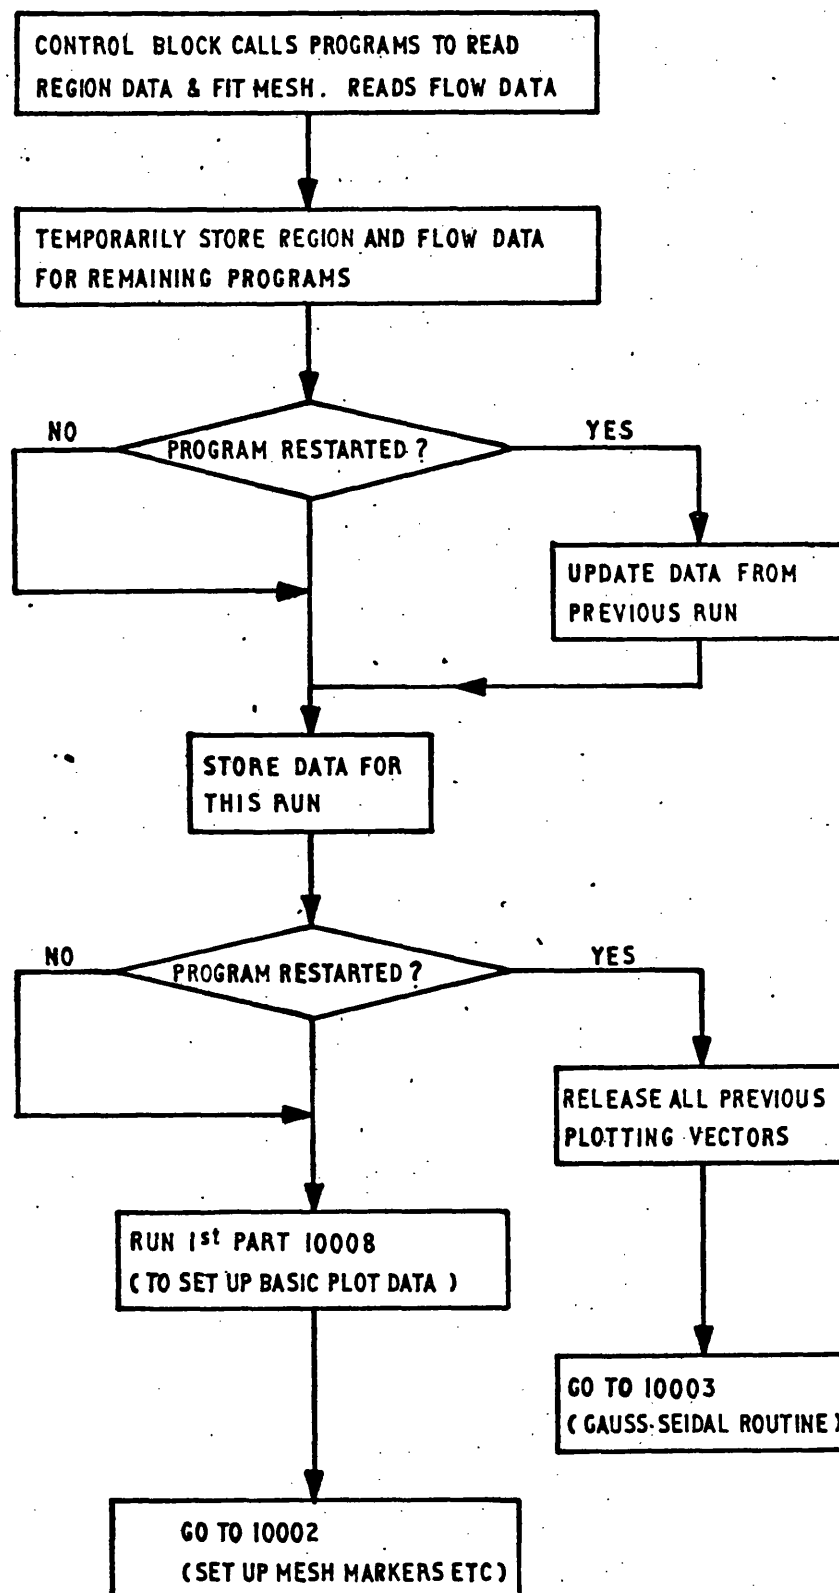 CONTROL BLOCK CALLS PROGRAMS TO READ
REGION DATA & FIT MESH. READS FLOW DATA
TEMPORARILY STORE REGION AND FLOW DATA
FOR REMAINING PROGRAMS
NO
PROGRAM RESTARTED ?
YES
UPDATE DATA FROM
PREVIOUS RUN
STORE DATA FOR
THIS RUN
NO
PROGRAM RESTARTED ?
YES
RELEASE ALL PREVIOUS
PLOTTING VECTORS
RUN 1st PART 10008
(TO SET UP BASIC PLOT DATA)
GO TO 10003
(GAUSS-SEIDAL ROUTINE)
GO TO 10002
(SET UP MESH MARKERS ETC)